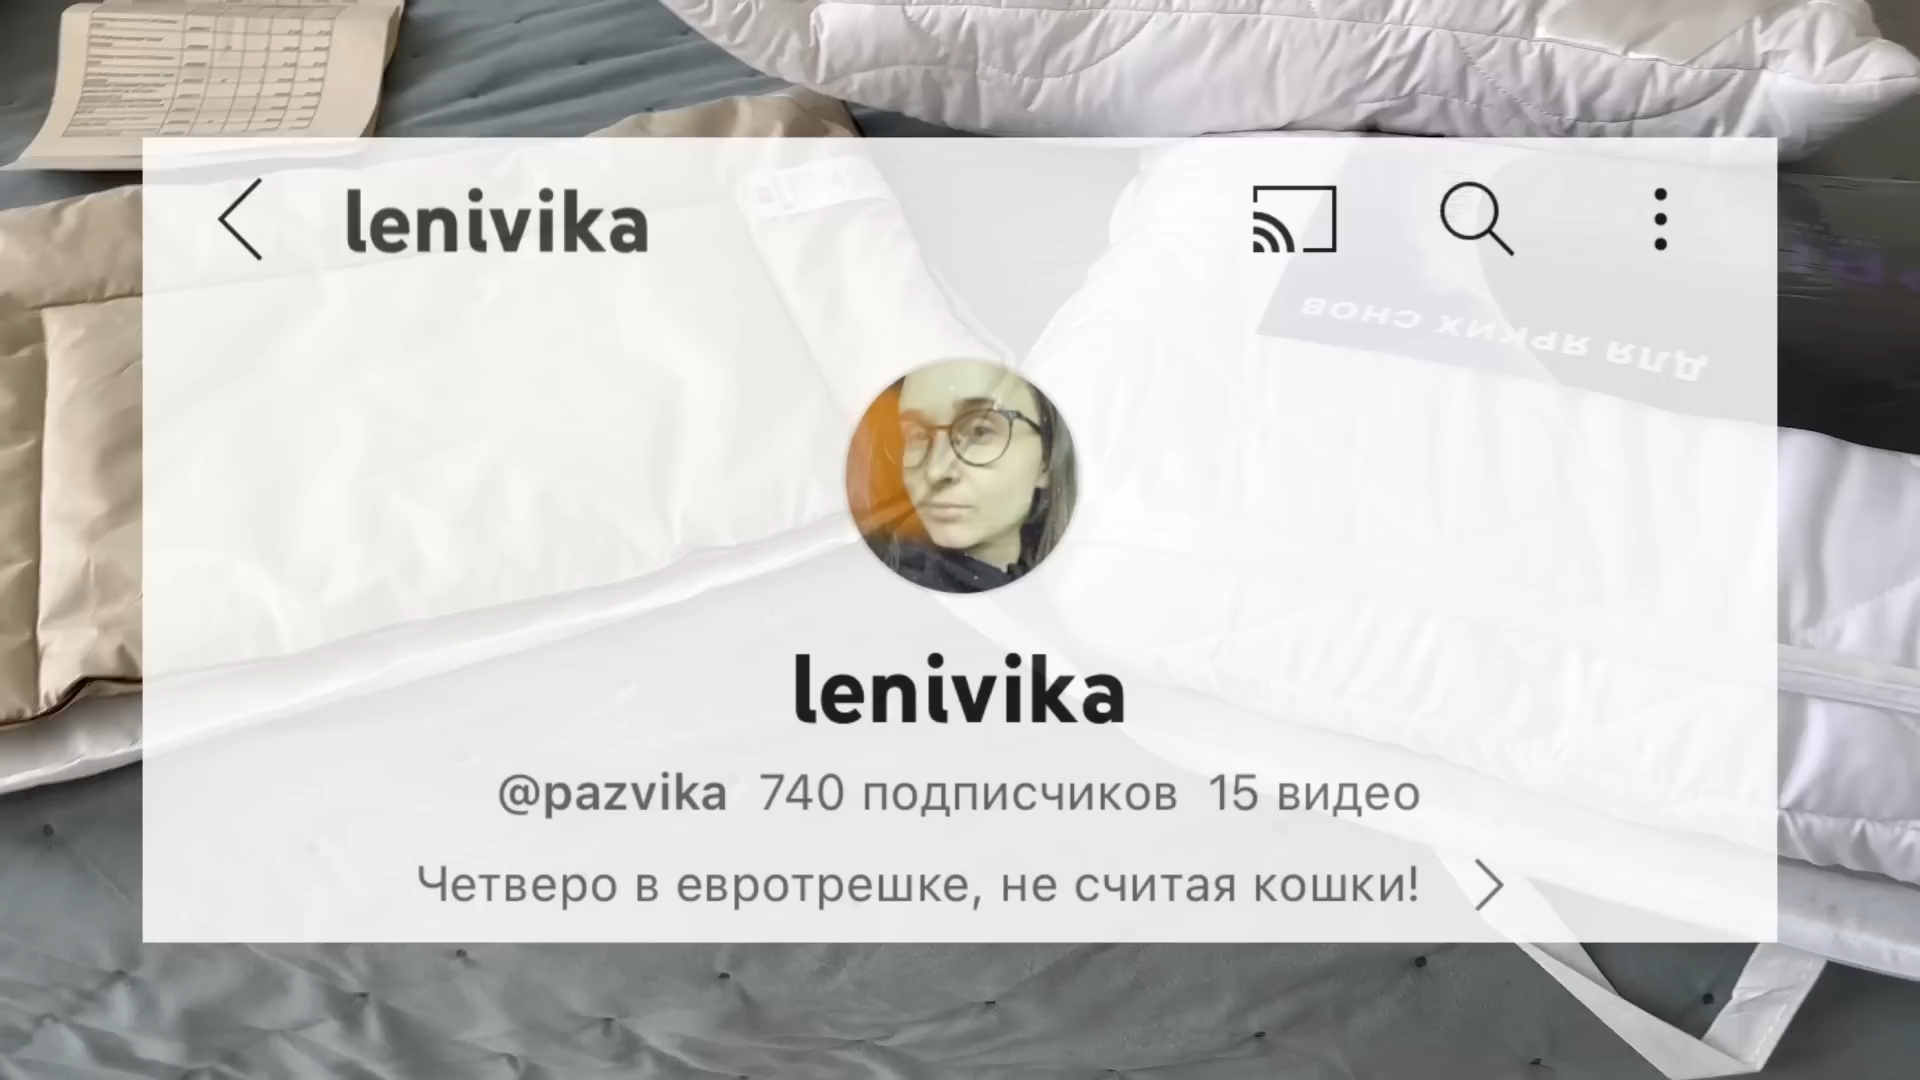 lenivika
ДЛЯ ЯРКИХ СНОВ
lenivika
@pazvika 740 подписчиков 15 видео
Четверо в евротрешке, не считая кошки!